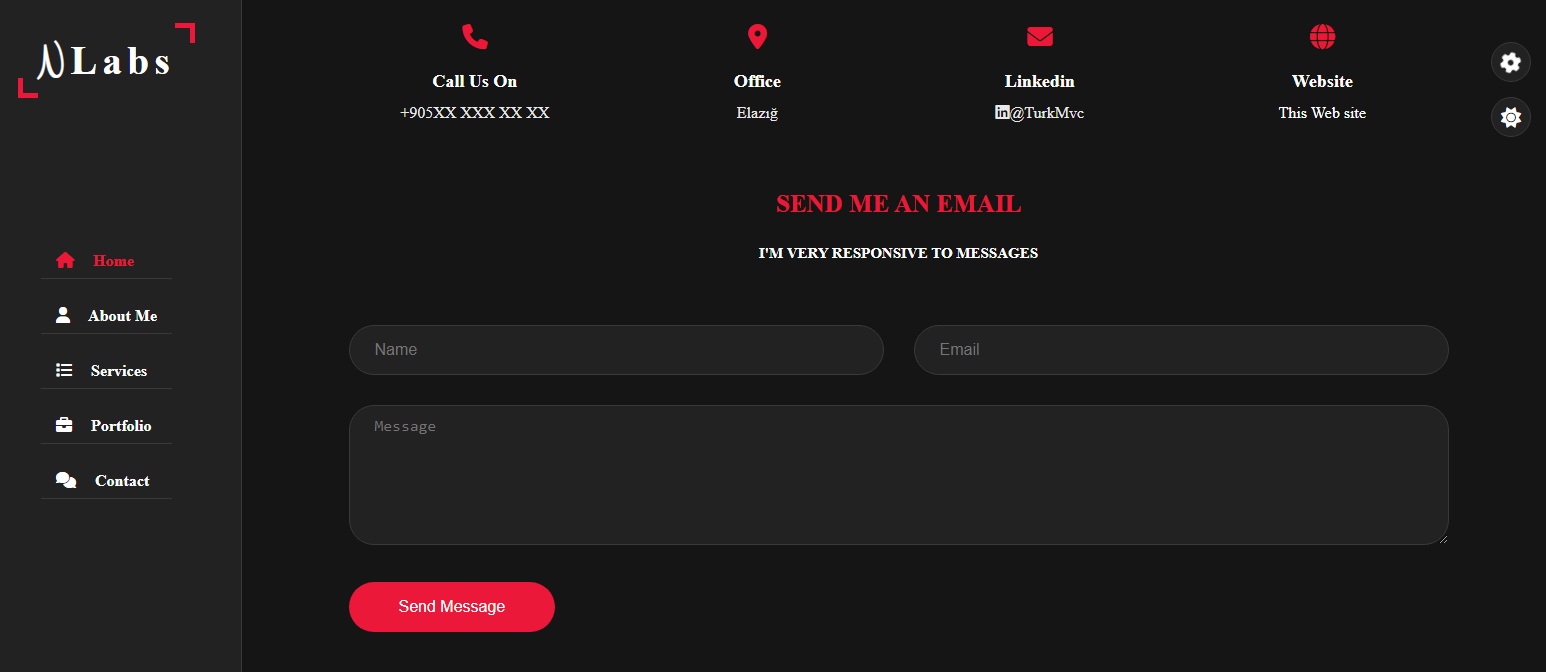 NLabs
Home
About Me
Services
Portfolio
Contact
Call Us On
+905XX XXX XX XX
Office
Elazığ
Linkedin
in@TurkMvc
Website
This Web site
SEND ME AN EMAIL
I'M VERY RESPONSIVE TO MESSAGES
Name
Email
Message
Send Message